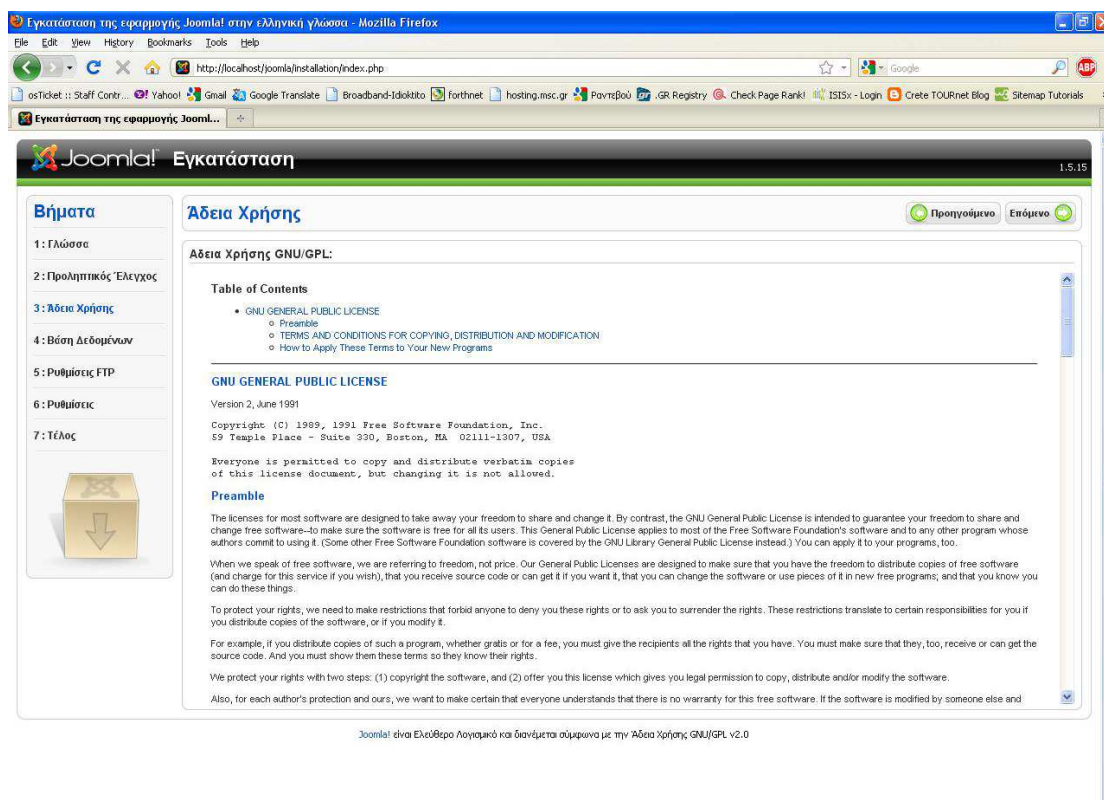 Εγκατάσταση της εφαρμογής Joomla! στην ελληνική γλώσσα - Mozilla Firefox
File Edit View History Bookmarks Tools Help
http://localhost/joomla/installation/index.php
Google
ABP
osTicket :: Staff Contr... Yahoo! Gmail Google Translate Broadband-Idioktito forthnet hosting.msc.gr Ραντεβού .GR Registry Check Page Rank! ISISx - Login Crete TOURnet Blog Sitemap Tutorials
Εγκατάσταση της εφαρμογής Jooml...
Joomla! Εγκατάσταση
1.5.15
Βήματα
1 : Γλώσσα
2 : Προληπτικός Έλεγχος
3 : Άδεια Χρήσης
4 : Βάση Δεδομένων
5 : Ρυθμίσεις FTP
6 : Ρυθμίσεις
7 : Τέλος
Άδεια Χρήσης
Προηγούμενο Επόμενο
Αδεια Χρήσης GNU/GPL:
Table of Contents
GNU GENERAL PUBLIC LICENSE
Preamble
TERMS AND CONDITIONS FOR COPYING, DISTRIBUTION AND MODIFICATION
How to Apply These Terms to Your New Programs
GNU GENERAL PUBLIC LICENSE
Version 2, June 1991
Copyright (C) 1989, 1991 Free Software Foundation, Inc.
59 Temple Place - Suite 330, Boston, MA 02111-1307, USA
Everyone is permitted to copy and distribute verbatim copies
of this license document, but changing it is not allowed.
Preamble
The licenses for most software are designed to take away your freedom to share and change it. By contrast, the GNU General Public License is intended to guarantee your freedom to share and
change free software--to make sure the software is free for all its users. This General Public License applies to most of the Free Software Foundation's software and to any other program whose
authors commit to using it. (Some other Free Software Foundation software is covered by the GNU Library General Public License instead.) You can apply it to your programs, too.
When we speak of free software, we are referring to freedom, not price. Our General Public Licenses are designed to make sure that you have the freedom to distribute copies of free software
(and charge for this service if you wish), that you receive source code or can get it if you want it, that you can change the software or use pieces of it in new free programs; and that you know you
can do these things.
To protect your rights, we need to make restrictions that forbid anyone to deny you these rights or to ask you to surrender the rights. These restrictions translate to certain responsibilities for you if
you distribute copies of the software, or if you modify it.
For example, if you distribute copies of such a program, whether gratis or for a fee, you must give the recipients all the rights that you have. You must make sure that they, too, receive or can get the
source code. And you must show them these terms so they know their rights.
We protect your rights with two steps: (1) copyright the software, and (2) offer you this license which gives you legal permission to copy, distribute and/or modify the software.
Also, for each author's protection and ours, we want to make certain that everyone understands that there is no warranty for this free software. If the software is modified by someone else and
Joomla! είναι Ελεύθερο Λογισμικό και διανέμεται σύμφωνα με την Άδεια Χρήσης GNU/GPL v2.0